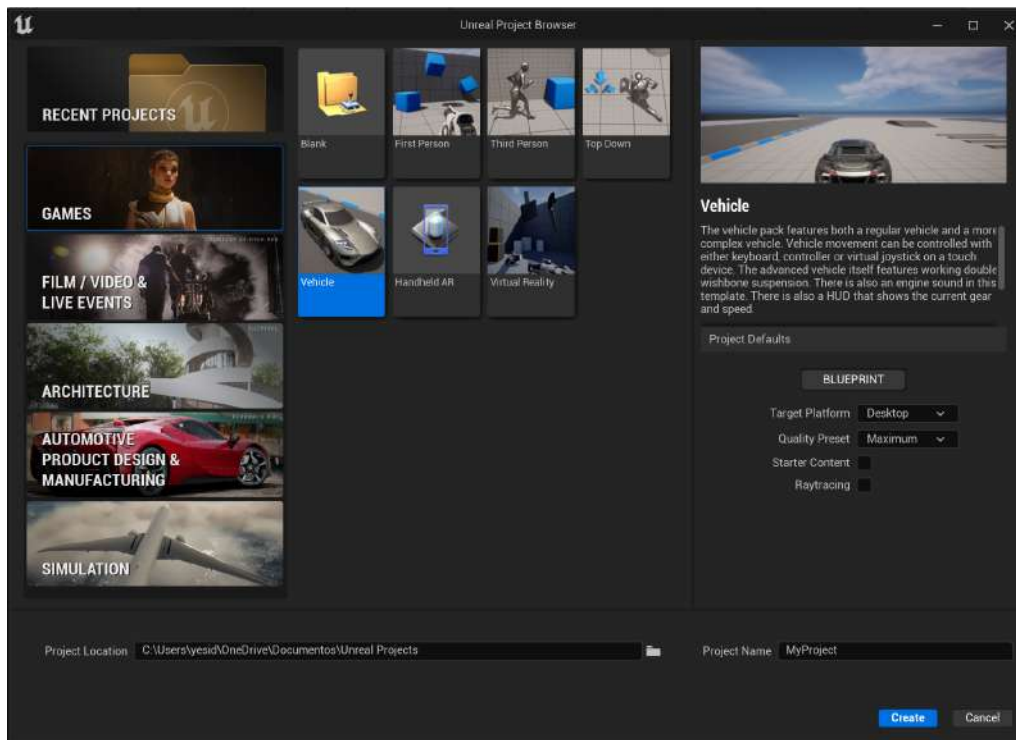 Unreal Project Browser
RECENT PROJECTS
GAMES
FILM / VIDEO &
LIVE EVENTS
ARCHITECTURE
AUTOMOTIVE
PRODUCT DESIGN &
MANUFACTURING
SIMULATION
Blank
First Person
Third Person
Top Down
Vehicle
Handheld AR
Virtual Reality
Vehicle
The vehicle pack features both a regular vehicle and a more
complex vehicle. Vehicle movement can be controlled with
either keyboard, controller or virtual joystick on a touch
device. The advanced vehicle itself features working double
wishbone suspension. There is also an engine sound in this
template. There is also a HUD that shows the current gear
and speed.
Project Defaults
BLUEPRINT
Target Platform Desktop
Quality Preset Maximum
Starter Content
Raytracing
Project Location C:\Users\yesid\OneDrive\Documentos\Unreal Projects
Project Name MyProject
Create Cancel